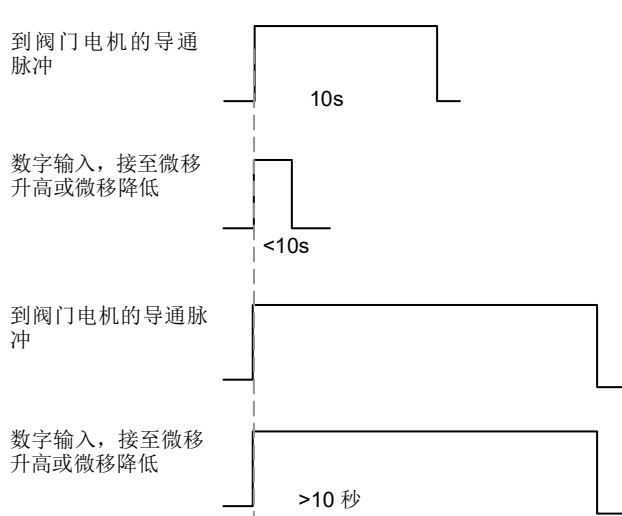 到阀门电机的导通
脉冲
10s
数字输入，接至微移
升高或微移降低
<10s
到阀门电机的导通脉
冲
数字输入，接至微移
升高或微移降低
>10 秒